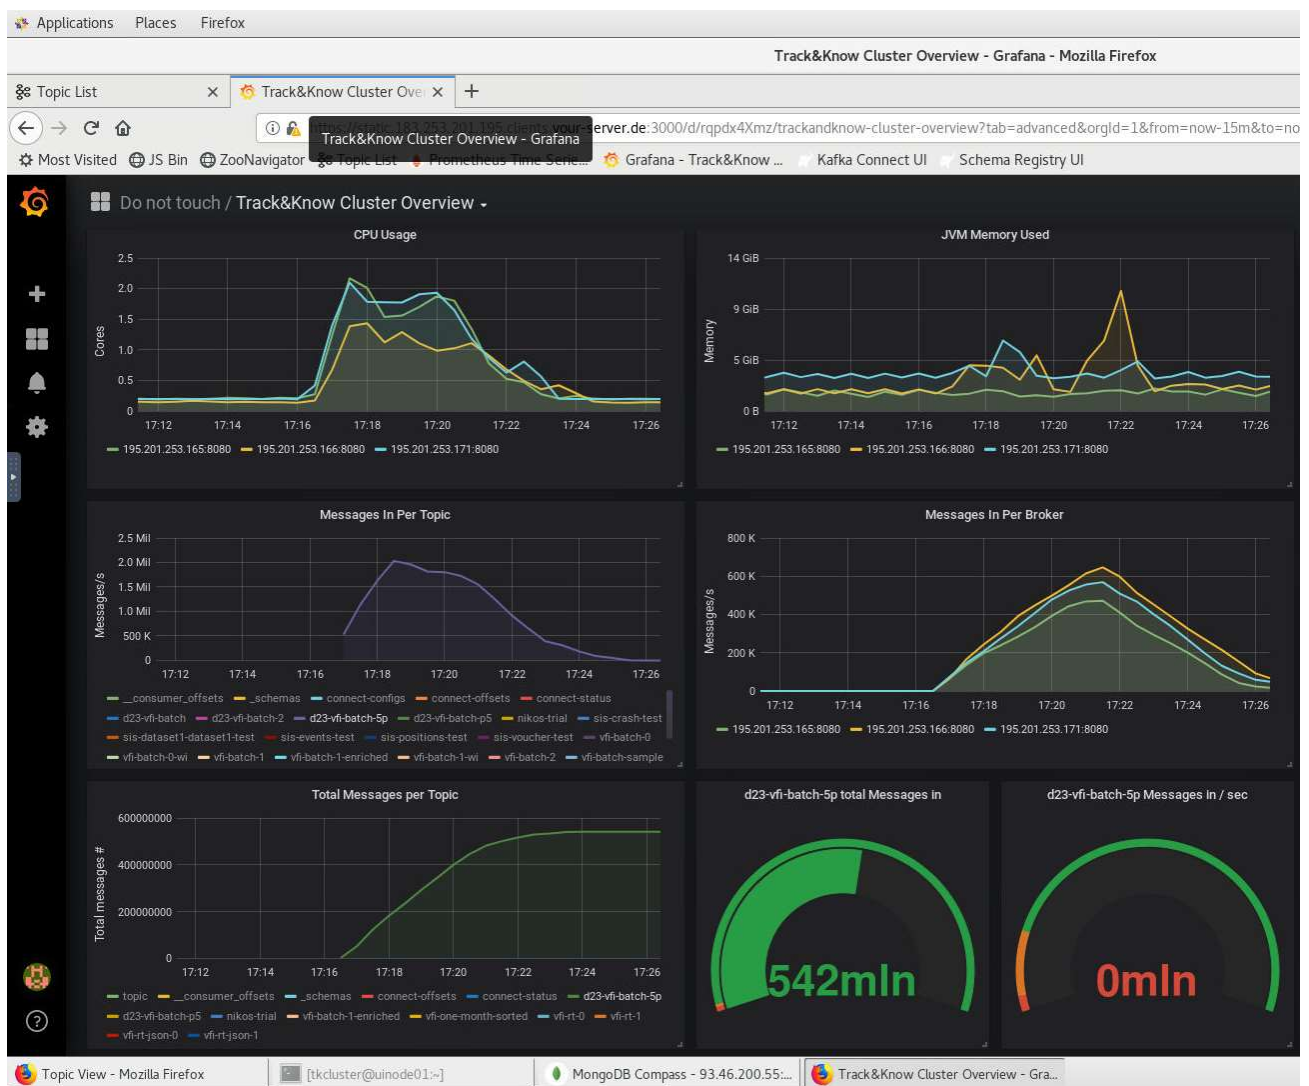 Applications Places Firefox
Track&Know Cluster Overview - Grafana - Mozilla Firefox
Topic List
Track&Know Cluster Ove
your-server.de:3000/d/rqpdx4Xmz/trackandknow-cluster-overview?tab=advanced&orgId=1&from=now-15m&to=no
Track&Know Cluster Overview - Grafana
Most Visited JS Bin ZooNavigator Topic List Prometheus Time Serie... Grafana - Track&Know ... Kafka Connect UI Schema Registry UI
Do not touch / Track&Know Cluster Overview
CPU Usage
2.5
2.0
1.5
1.0
0.5
0
Cores
17:12 17:14 17:16 17:18 17:20 17:22 17:24 17:26
195.201.253.165:8080 195.201.253.166:8080 195.201.253.171:8080
JVM Memory Used
14 GiB
9 GiB
5 GiB
0 B
Memory
17:12 17:14 17:16 17:18 17:20 17:22 17:24 17:26
195.201.253.165:8080 195.201.253.166:8080 195.201.253.171:8080
Messages In Per Topic
2.5 Mil
2.0 Mil
1.5 Mil
1.0 Mil
500 K
0
Messages/s
17:12 17:14 17:16 17:18 17:20 17:22 17:24 17:26
__consumer_offsets _schemas connect-configs connect-offsets connect-status
d23-vfi-batch d23-vfi-batch-2 d23-vfi-batch-5p d23-vfi-batch-p5 nikos-trial sis-crash-test
sis-dataset1-dataset1-test sis-events-test sis-positions-test sis-voucher-test vfi-batch-0
vfi-batch-0-wi vfi-batch-1 vfi-batch-1-enriched vfi-batch-1-wi vfi-batch-2 vfi-batch-sample
Messages In Per Broker
800 K
600 K
400 K
200 K
0
Messages/s
17:12 17:14 17:16 17:18 17:20 17:22 17:24 17:26
195.201.253.165:8080 195.201.253.166:8080 195.201.253.171:8080
Total Messages per Topic
600000000
400000000
200000000
0
Total messages #
17:12 17:14 17:16 17:18 17:20 17:22 17:24 17:26
topic __consumer_offsets _schemas connect-offsets connect-status d23-vfi-batch-5p
d23-vfi-batch-p5 nikos-trial vfi-batch-1-enriched vfi-one-month-sorted vfi-rt-0 vfi-rt-1
vfi-rt-json-0 vfi-rt-json-1
d23-vfi-batch-5p total Messages in
542mln
d23-vfi-batch-5p Messages in / sec
0mln
Topic View - Mozilla Firefox [tkcluster@uinode01:~] MongoDB Compass - 93.46.200.55:... Track&Know Cluster Overview - Gra...